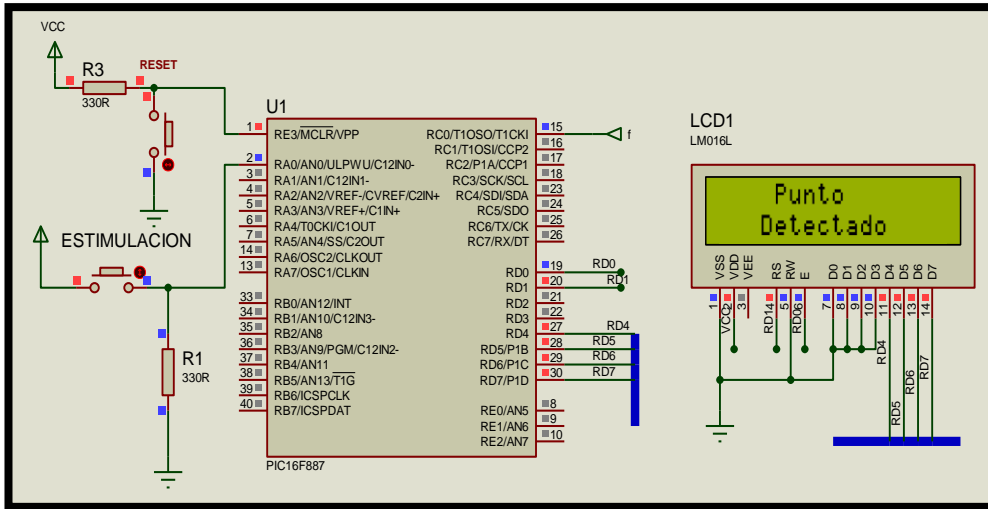 VCC
R3
330R
RESET
ESTIMULACION
R1
330R
U1
1 RE3/MCLR/VPP
2 RA0/AN0/ULPWU/C12IN0-
3 RA1/AN1/C12IN1-
4 RA2/AN2/VREF-/CVREF/C2IN+
5 RA3/AN3/VREF+/C1IN+
6 RA4/T0CKI/C1OUT
7 RA5/AN4/SS/C2OUT
14 RA6/OSC2/CLKOUT
13 RA7/OSC1/CLKIN
33 RB0/AN12/INT
34 RB1/AN10/C12IN3-
35 RB2/AN8
36 RB3/AN9/PGM/C12IN2-
37 RB4/AN11
38 RB5/AN13/T1G
39 RB6/ICSPCLK
40 RB7/ICSPDAT
RC0/T1OSO/T1CKI 15
RC1/T1OSI/CCP2 16
RC2/P1A/CCP1 17
RC3/SCK/SCL 18
RC4/SDI/SDA 23
RC5/SDO 24
RC6/TX/CK 25
RC7/RX/DT 26
RD0 19 RD0
RD1 20 RD1
RD2 21
RD3 22
RD4 27 RD4
RD5/P1B 28 RD5
RD6/P1C 29 RD6
RD7/P1D 30 RD7
RE0/AN5 8
RE1/AN6 9
RE2/AN7 10
PIC16F887
f
LCD1
LM016L
Punto
Detectado
VSS VDD VEE RS RW E D0 D1 D2 D3 D4 D5 D6 D7
1 2 3 4 5 6 7 8 9 10 11 12 13 14
VCC RD1 RD0 RD4 RD5 RD6 RD7